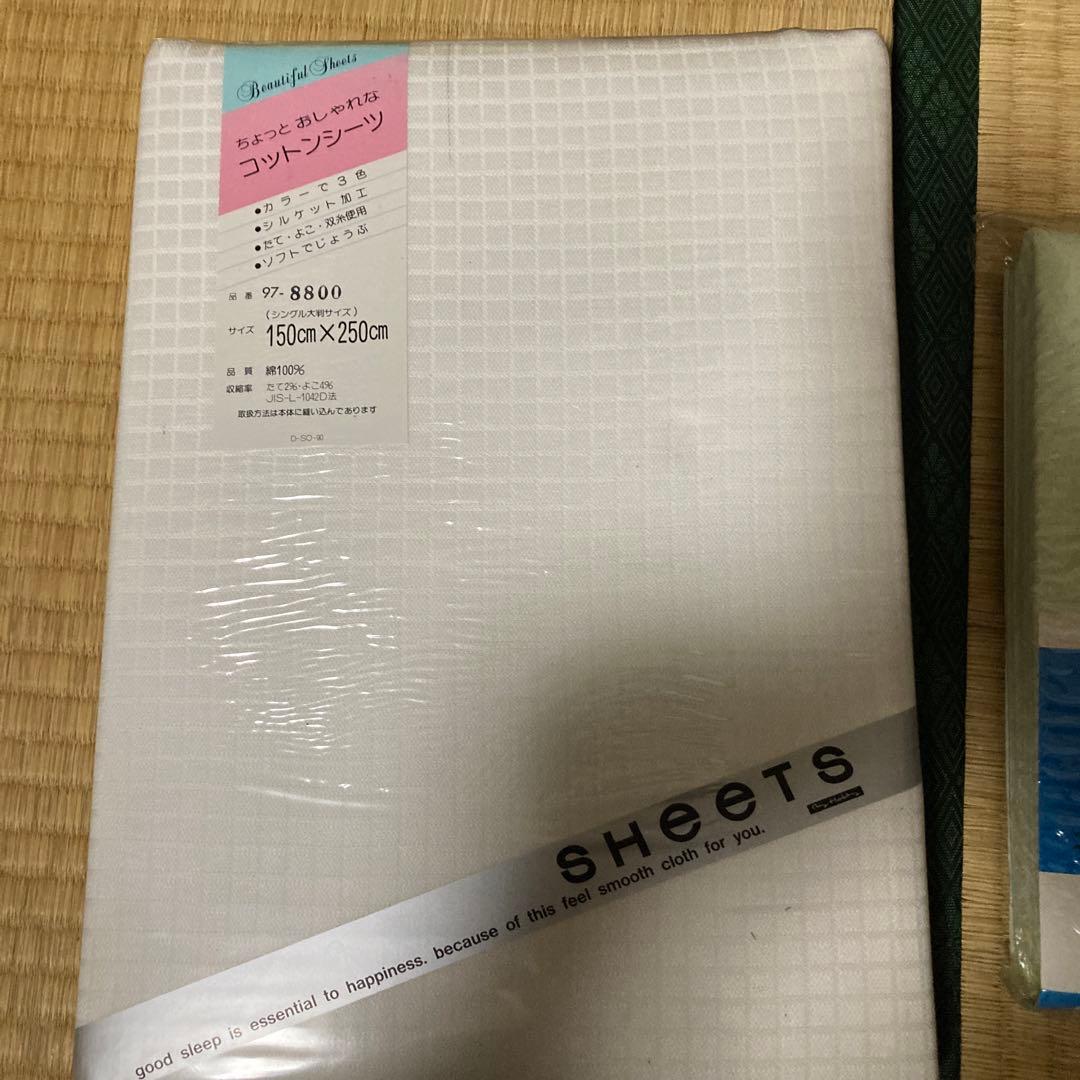 Beautiful Sheets
ちょっと おしゃれな
コットンシーツ
●カラーで3色
●シルケット加工
●たて・よこ・双糸使用
●ソフトでじょうぶ
品番 97-8800
(シングル大判サイズ)
サイズ 150cm×250cm
品質 綿100%
収縮率 たて2%・よこ4%
JIS-L-1042D法
取扱方法は本体に縫い込んであります
D-SO-90
SHeeTS
good sleep is essential to happiness. because of this feel smooth cloth for you.